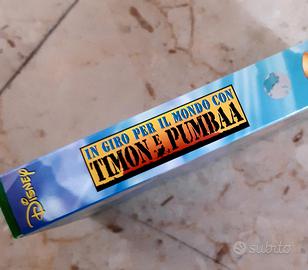 DISNEY
IN GIRO PER IL MONDO CON
TIMON E PUMBAA
subito